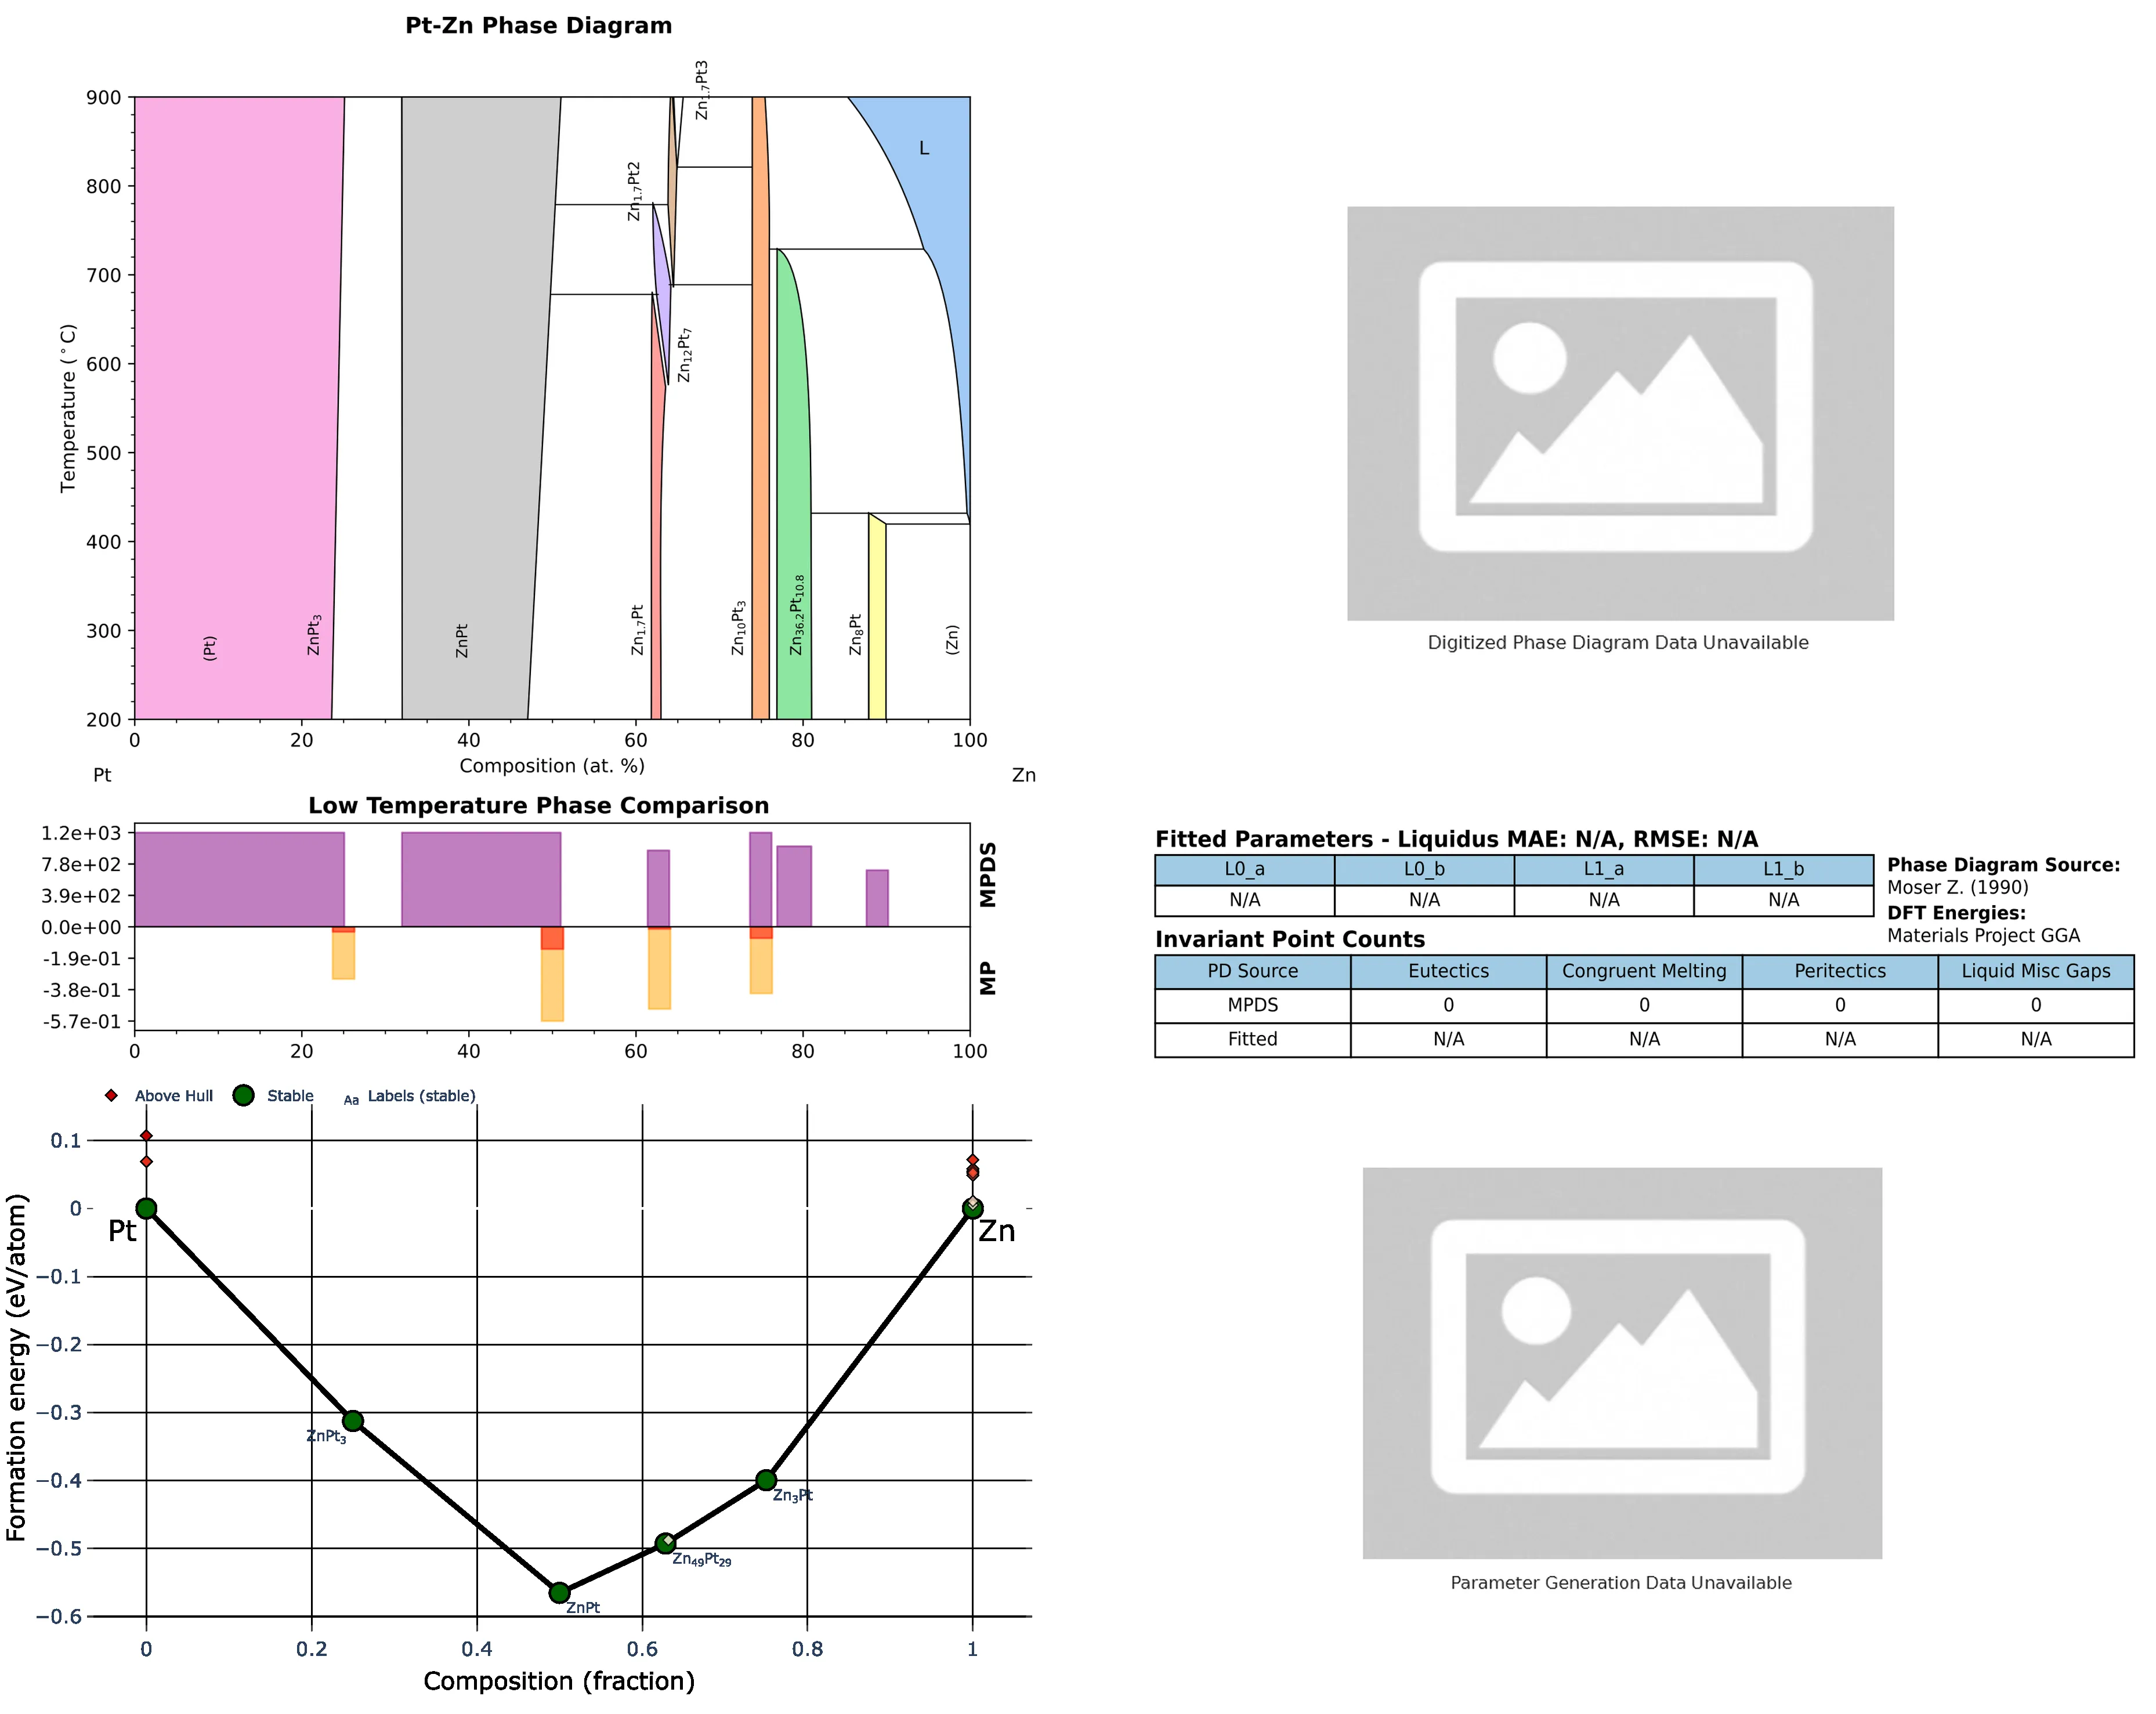 Pt-Zn Phase Diagram
Zn1.7Pt3
900
800
700
600
500
400
300
200
Temperature (°C)
L
Zn1.7Pt2
Zn12Pt7
(Pt)
ZnPt3
ZnPt
Zn1.7Pt
Zn10Pt3
Zn36.2Pt10.8
Zn8Pt
(Zn)
0 20 40 60 80 100
Composition (at. %)
Pt
Zn
Digitized Phase Diagram Data Unavailable
Low Temperature Phase Comparison
1.2e+03
7.8e+02
3.9e+02
0.0e+00
-1.9e-01
-3.8e-01
-5.7e-01
MPDS
MP
0 20 40 60 80 100
Fitted Parameters - Liquidus MAE: N/A, RMSE: N/A
L0_a L0_b L1_a L1_b
N/A N/A N/A N/A
Phase Diagram Source:
Moser Z. (1990)
DFT Energies:
Materials Project GGA
Invariant Point Counts
PD Source Eutectics Congruent Melting Peritectics Liquid Misc Gaps
MPDS 0 0 0 0
Fitted N/A N/A N/A N/A
Above Hull Stable Aa Labels (stable)
0.1
0
−0.1
−0.2
−0.3
−0.4
−0.5
−0.6
Formation energy (eV/atom)
Pt
Zn
ZnPt3
Zn3Pt
Zn49Pt29
ZnPt
0 0.2 0.4 0.6 0.8 1
Composition (fraction)
Parameter Generation Data Unavailable